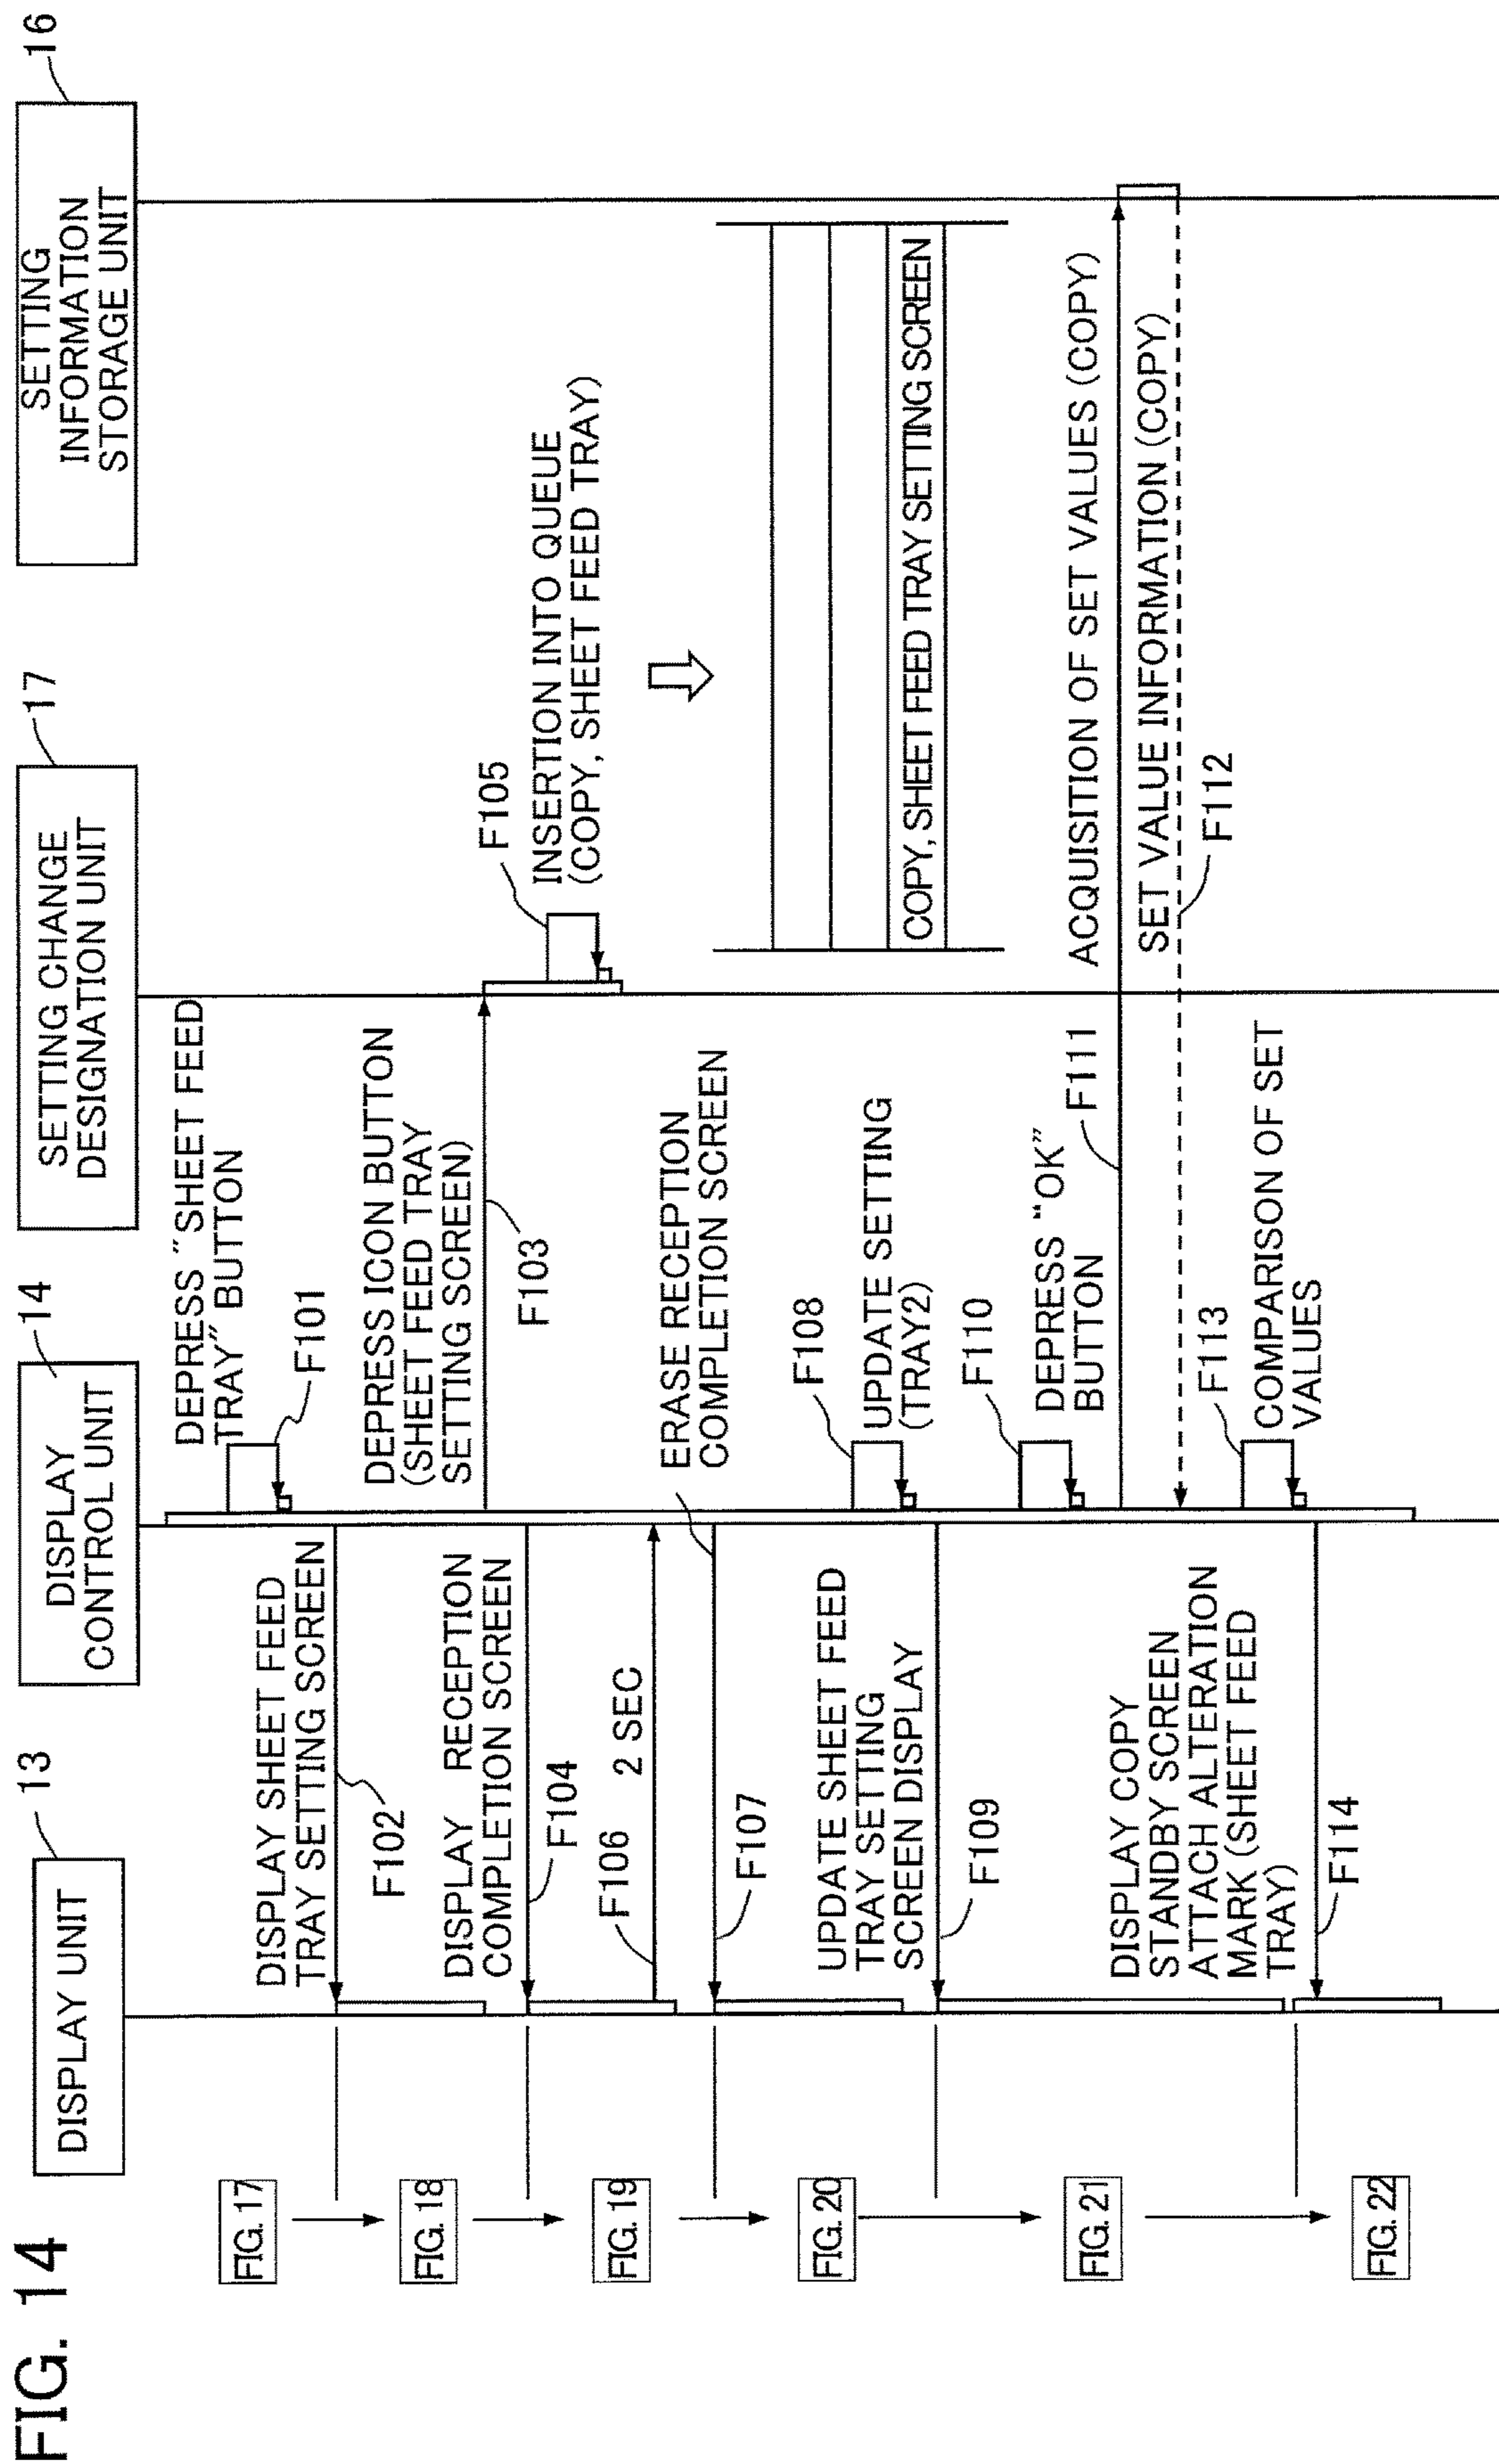 FIG. 14
DISPLAY UNIT
13
DISPLAY
CONTROL UNIT
14
SETTING CHANGE
DESIGNATION UNIT
17
SETTING
INFORMATION
STORAGE UNIT
16
DEPRESS "SHEET FEED
TRAY" BUTTON
F101
DISPLAY SHEET FEED
TRAY SETTING SCREEN
F102
DEPRESS ICON BUTTON
(SHEET FEED TRAY
SETTING SCREEN)
F103
DISPLAY RECEPTION
COMPLETION SCREEN
F104
F105
INSERTION INTO QUEUE
(COPY, SHEET FEED TRAY)
COPY, SHEET FEED TRAY SETTING SCREEN
F106
2 SEC
ERASE RECEPTION
COMPLETION SCREEN
F107
F108
UPDATE SETTING
(TRAY2)
UPDATE SHEET FEED
TRAY SETTING
SCREEN DISPLAY
F109
F110
DEPRESS "OK"
BUTTON
F111
ACQUISITION OF SET VALUES (COPY)
SET VALUE INFORMATION (COPY)
F112
F113
COMPARISON OF SET
VALUES
DISPLAY COPY
STANDBY SCREEN
ATTACH ALTERATION
MARK (SHEET FEED
TRAY)
F114
FIG. 17
FIG. 18
FIG. 19
FIG. 20
FIG. 21
FIG. 22